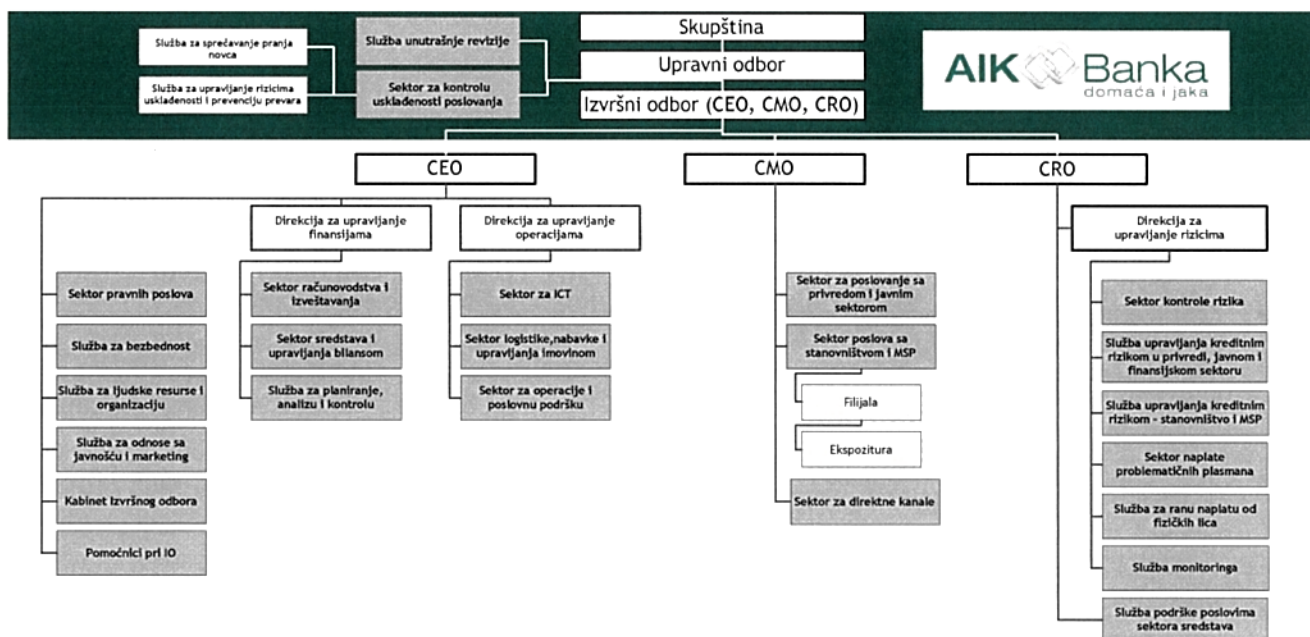 Služba za sprečavanje pranja
novca
Služba za upravljanje rizicima
usklađenosti i prevenciju prevara
Služba unutrašnje revizije
Sektor za kontrolu
usklađenosti poslovanja
Skupština
Upravni odbor
Izvršni odbor (CEO, CMO, CRO)
AIK Banka
domaća i jaka
CEO
CMO
CRO
Direkcija za upravljanje
finansijama
Direkcija za upravljanje
operacijama
Direkcija za
upravljanje rizicima
Sektor pravnih poslova
Služba za bezbednost
Služba za ljudske resurse i
organizaciju
Služba za odnose sa
javnošću i marketing
Kabinet Izvršnog odbora
Pomoćnici pri IO
Sektor računovodstva i
izveštavanja
Sektor sredstava i
upravljanja bilansom
Služba za planiranje,
analizu i kontrolu
Sektor za ICT
Sektor logistike,nabavke i
upravljanja imovinom
Sektor za operacije i
poslovnu podršku
Sektor za poslovanje sa
privredom i javnim
sektorom
Sektor poslova sa
stanovništvom i MSP
Filijala
Ekspozitura
Sektor za direktne kanale
Sektor kontrole rizika
Služba upravljanja kreditnim
rizikom u privredi, javnom i
finansijskom sektoru
Služba upravljanja kreditnim
rizikom - stanovništvo i MSP
Sektor naplate
problematičnih plasmana
Služba za ranu naplatu od
fizičkih lica
Služba monitoringa
Služba podrške poslovima
sektora sredstava